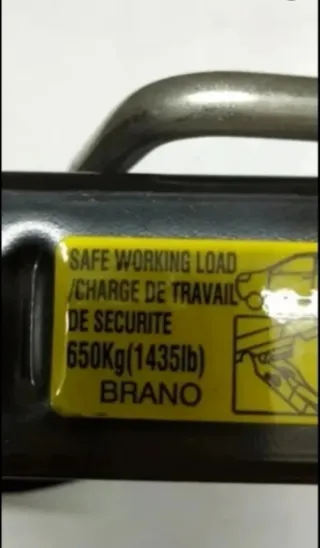 SAFE WORKING LOAD
/CHARGE DE TRAVAIL
DE SECURITE
650Kg(1435lb)
BRANO